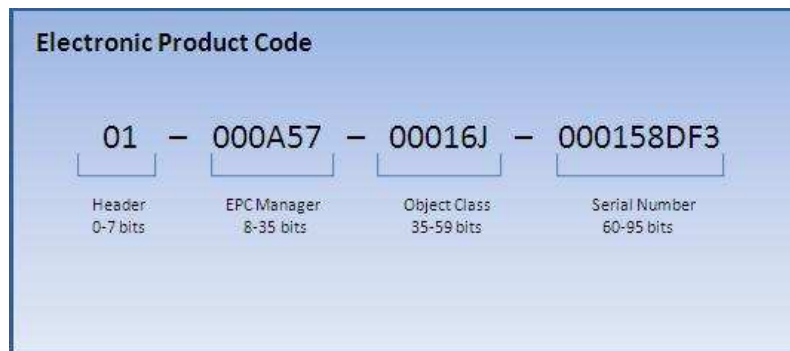 Electronic Product Code
01 – 000A57 – 00016J – 000158DF3
Header EPC Manager Object Class Serial Number
0-7 bits 8-35 bits 35-59 bits 60-95 bits